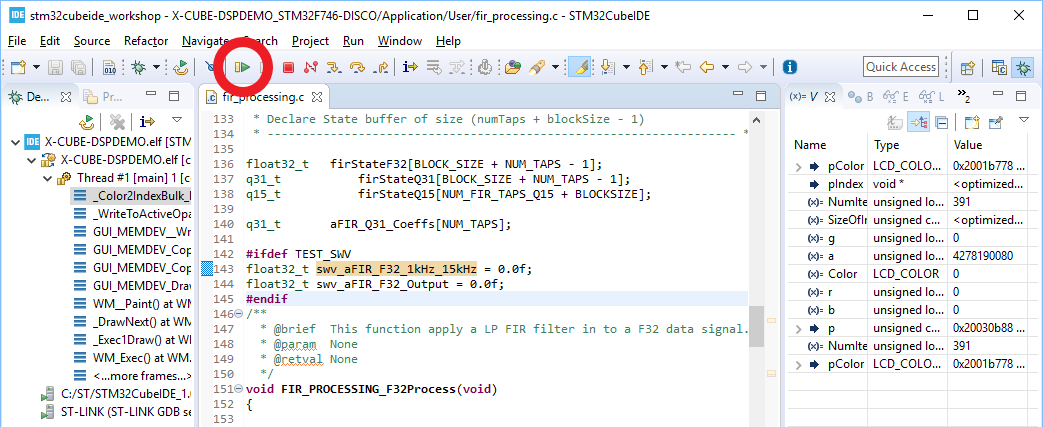 IDE stm32cubeide_workshop - X-CUBE-DSPDEMO_STM32F746-DISCO/Application/User/fir_processing.c - STM32CubeIDE
File Edit Source Refactor Navigate Search Project Run Window Help
010
Quick Access
De...
Pr...
fir_processing.c
(x)= V
B
E
L
»2
IDE X-CUBE-DSPDEMO.elf [STM
X-CUBE-DSPDEMO.elf [c
Thread #1 [main] 1 [c
_Color2IndexBulk_
_WriteToActiveOpa
GUI_MEMDEV__Wri
GUI_MEMDEV_Cop
GUI_MEMDEV_Cop
GUI_MEMDEV_Drav
WM__Paint() at WM
_DrawNext() at WM
_Exec1Draw() at WM
WM_Exec() at WM_E
<...more frames...>
C:/ST/STM32CubeIDE_1.
ST-LINK (ST-LINK GDB se
133 * Declare State buffer of size (numTaps + blockSize - 1)
134 * ------------------------------------------------------------------- *
135
136 float32_t firStateF32[BLOCK_SIZE + NUM_TAPS - 1];
137 q31_t firStateQ31[BLOCK_SIZE + NUM_TAPS - 1];
138 q15_t firStateQ15[NUM_FIR_TAPS_Q15 + BLOCKSIZE];
139
140 q31_t aFIR_Q31_Coeffs[NUM_TAPS];
141
142 #ifdef TEST_SWV
143 float32_t swv_aFIR_F32_1kHz_15kHz = 0.0f;
144 float32_t swv_aFIR_F32_Output = 0.0f;
145 #endif
146 /**
147 * @brief This function apply a LP FIR filter in to a F32 data signal.
148 * @param None
149 * @retval None
150 */
151 void FIR_PROCESSING_F32Process(void)
152 {
153
Name Type Value
pColor LCD_COLO... 0x2001b778
pIndex void * <optimized
(x)= NumIte unsigned lo... 391
(x)= SizeOfIn unsigned c... <optimized
(x)= g unsigned lo... 0
(x)= a unsigned lo... 4278190080
(x)= Color LCD_COLOR 0
(x)= r unsigned lo... 0
(x)= b unsigned lo... 0
p unsigned c... 0x20030b88
(x)= NumIte unsigned lo... 391
pColor LCD_COLO... 0x2001b778